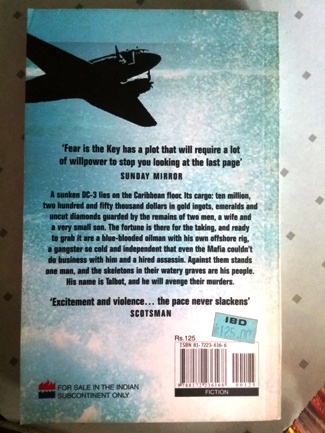 'Fear is the Key has a plot that will require a lot
of willpower to stop you looking at the last page'
SUNDAY MIRROR
A sunken DC-3 lies on the Caribbean floor. Its cargo: ten million,
two hundred and fifty thousand dollars in gold ingots, emeralds and
uncut diamonds guarded by the remains of two men, a wife and
a very small son. The fortune is there for the taking, and ready
to grab it are a blue-blooded oilman with his own offshore rig,
a gangster so cold and independent that even the Mafia couldn't
do business with him and a hired assassin. Against them stands
one man, and the skeletons in their watery graves are his people.
His name is Talbot, and he will avenge their murders.
'Excitement and violence... the pace never slackens'
SCOTSMAN
IBD
Rs.125
FOR SALE IN THE INDIAN
SUBCONTINENT ONLY
FICTION